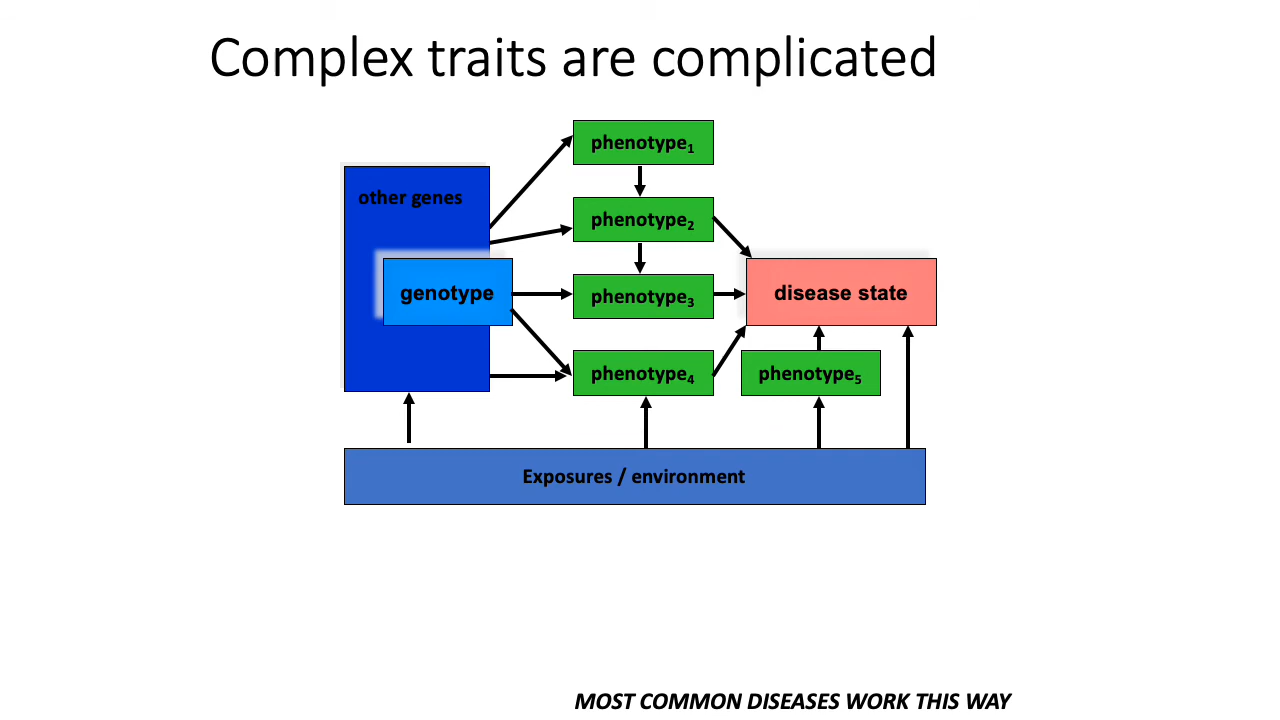 Complex traits are complicated
phenotype₁
other genes
phenotype₂
genotype
phenotype₃
disease state
phenotype₄
phenotype₅
Exposures / environment
MOST COMMON DISEASES WORK THIS WAY